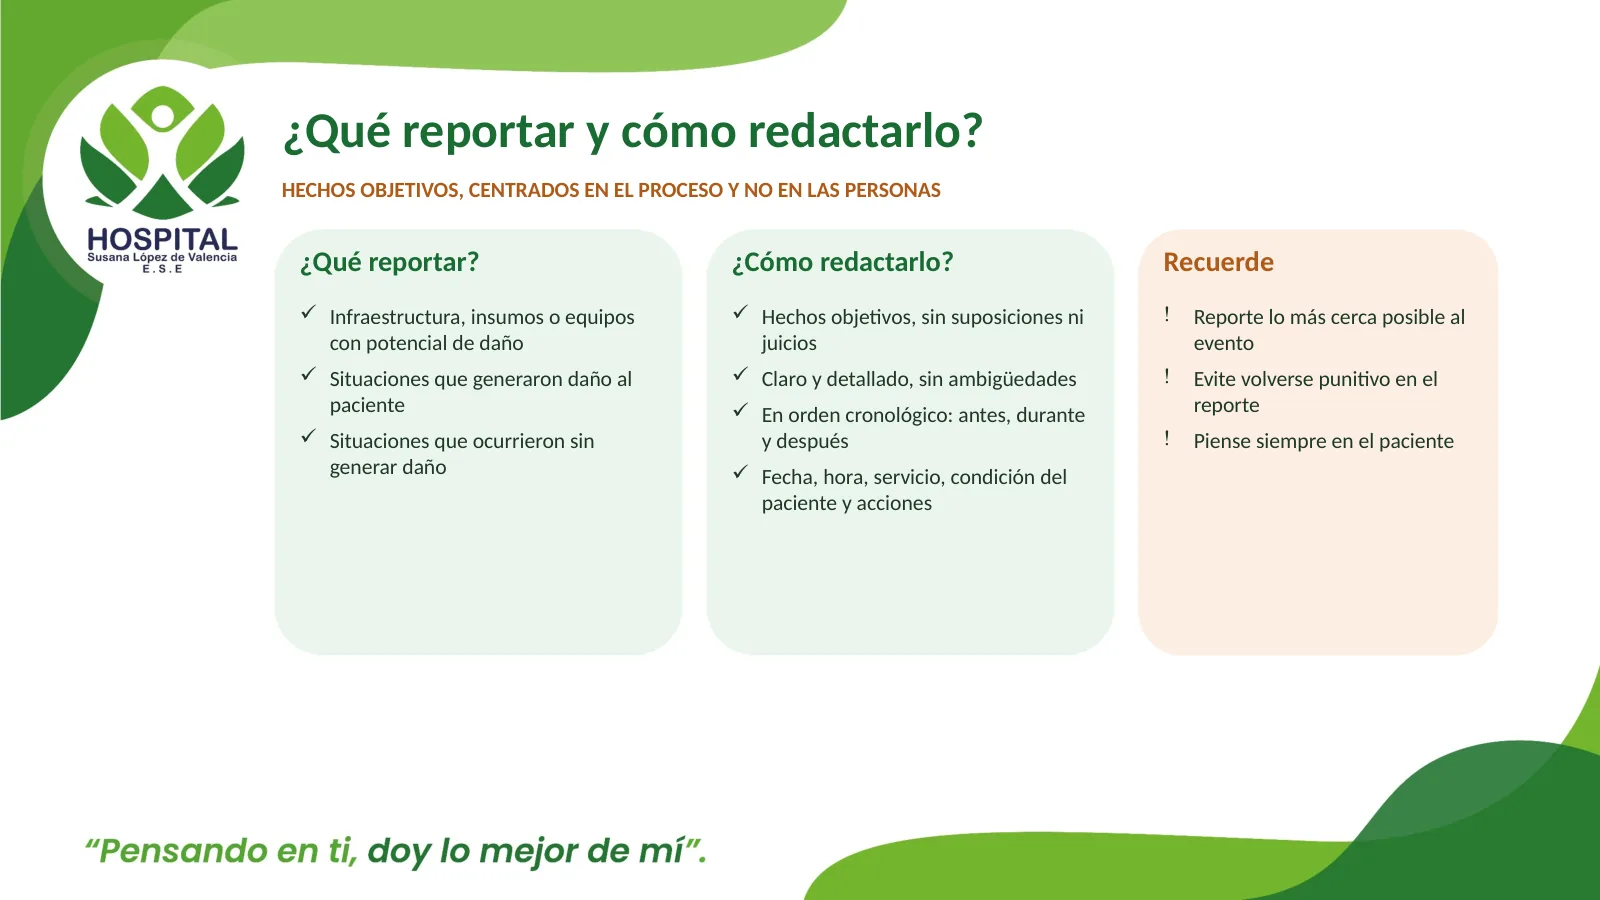 ¿Qué reportar y cómo redactarlo?
HECHOS OBJETIVOS, CENTRADOS EN EL PROCESO Y NO EN LAS PERSONAS
HOSPITAL
Susana López de Valencia
E.S.E
¿Qué reportar?
✓ Infraestructura, insumos o equipos
con potencial de daño
✓ Situaciones que generaron daño al
paciente
✓ Situaciones que ocurrieron sin
generar daño
¿Cómo redactarlo?
✓ Hechos objetivos, sin suposiciones ni
juicios
✓ Claro y detallado, sin ambigüedades
✓ En orden cronológico: antes, durante
y después
✓ Fecha, hora, servicio, condición del
paciente y acciones
Recuerde
! Reporte lo más cerca posible al
evento
! Evite volverse punitivo en el
reporte
! Piense siempre en el paciente
“Pensando en ti, doy lo mejor de mí”.